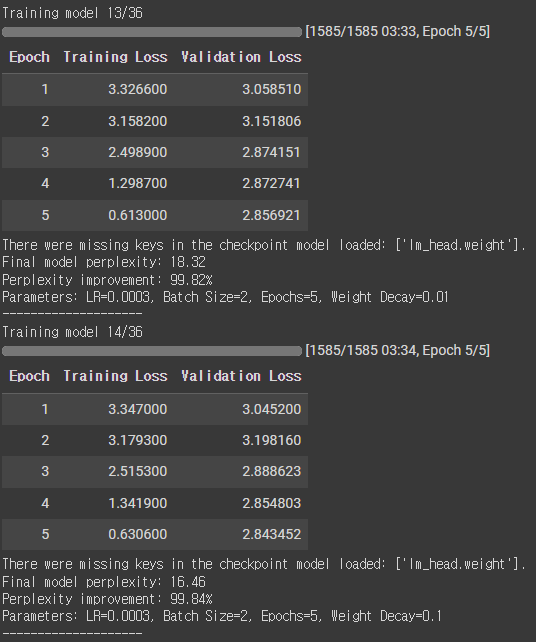 Training model 13/36
[1585/1585 03:33, Epoch 5/5]
Epoch Training Loss Validation Loss
1 3.326600 3.058510
2 3.158200 3.151806
3 2.498900 2.874151
4 1.298700 2.872741
5 0.613000 2.856921
There were missing keys in the checkpoint model loaded: ['lm_head.weight'].
Final model perplexity: 18.32
Perplexity improvement: 99.82%
Parameters: LR=0.0003, Batch Size=2, Epochs=5, Weight Decay=0.01
--------------------
Training model 14/36
[1585/1585 03:34, Epoch 5/5]
Epoch Training Loss Validation Loss
1 3.347000 3.045200
2 3.179300 3.198160
3 2.515300 2.888623
4 1.341900 2.854803
5 0.630600 2.843452
There were missing keys in the checkpoint model loaded: ['lm_head.weight'].
Final model perplexity: 16.46
Perplexity improvement: 99.84%
Parameters: LR=0.0003, Batch Size=2, Epochs=5, Weight Decay=0.1
--------------------